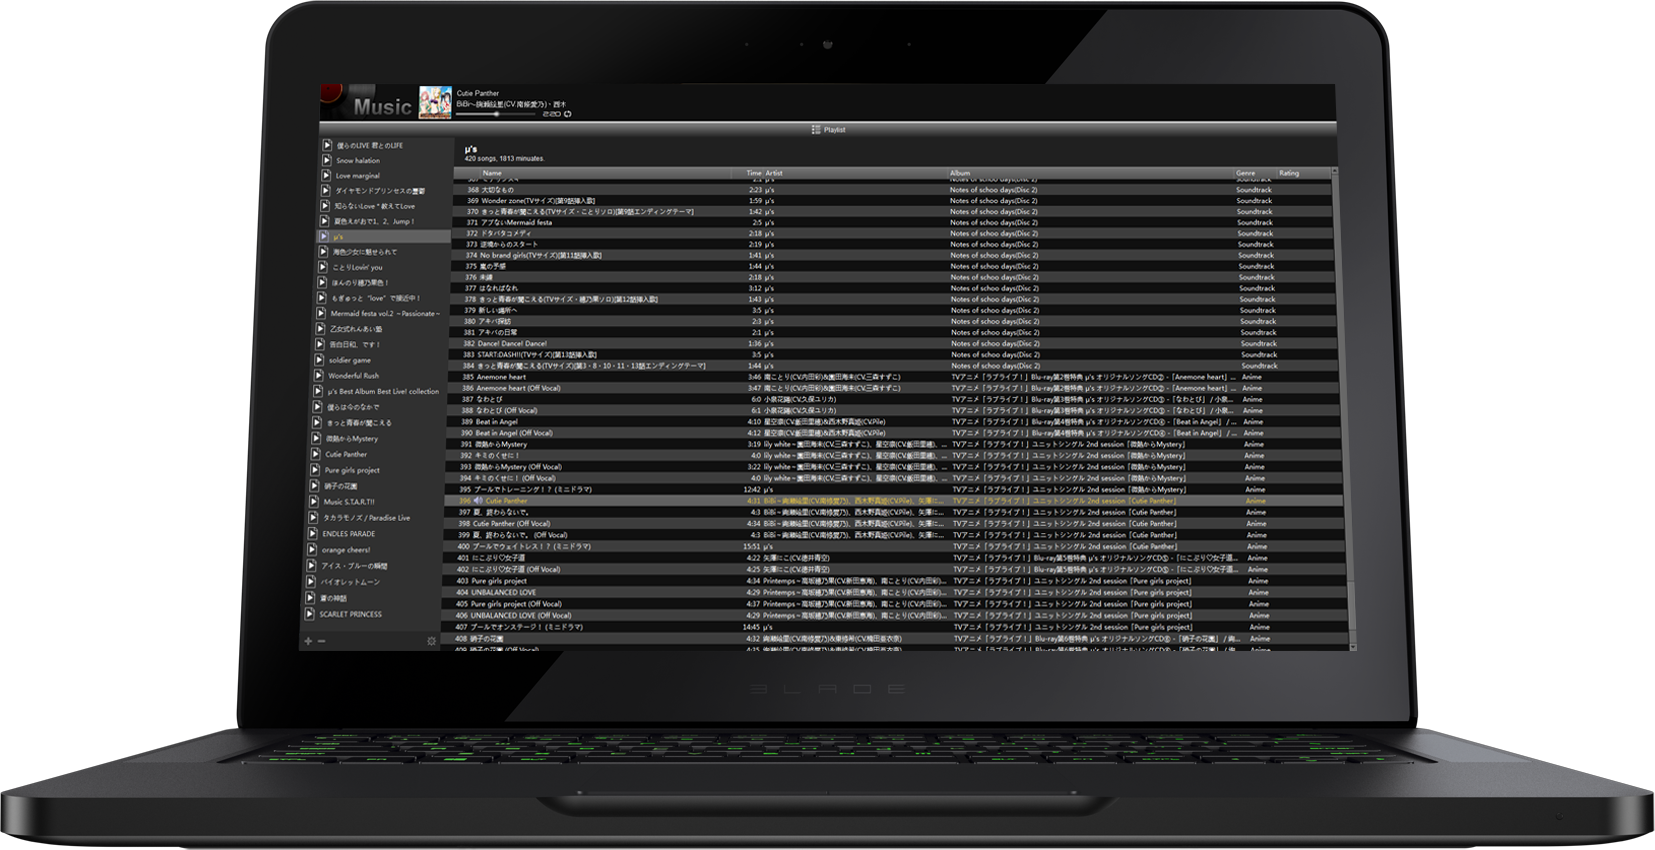 Music
Cutie Panther
BiBi~絢瀬絵里(CV.南條愛乃)、西木
2:20
Playlist
僕らのLIVE 君とのLIFE
Snow halation
Love marginal
ダイヤモンドプリンセスの憂鬱
知らないLove*教えてLove
夏色えがおで1, 2, Jump!
μ's
海色少女に魅せられて
ことりLovin' you
ほんのり穂乃果色!
もぎゅっと "love" で接近中!
Mermaid festa vol.2 ~Passionate~
乙女式れんあい塾
告白日和、です!
soldier game
Wonderful Rush
μ's Best Album Best Live! collection
僕らは今のなかで
きっと青春が聞こえる
微熱からMystery
Cutie Panther
Pure girls project
硝子の花園
Music S.T.A.R.T!!
タカラモノズ / Paradise Live
ENDLES PARADE
orange cheers!
アイス・ブルーの瞬間
バイオレットムーン
蒼の神話
SCARLET PRINCESS
μ's
420 songs, 1813 minuates.
Name Time Artist Album Genre Rating
368 大切なもの 2:23 μ's Notes of schoo days(Disc 2) Soundtrack
369 Wonder zone(TVサイズ)[第9話挿入歌] 1:59 μ's Notes of schoo days(Disc 2) Soundtrack
370 きっと青春が聞こえる(TVサイズ・ことりソロ)[第9話エンディングテーマ] 1:42 μ's Notes of schoo days(Disc 2) Soundtrack
371 アブないMermaid festa 2:5 μ's Notes of schoo days(Disc 2) Soundtrack
372 ドタバタコメディ 2:18 μ's Notes of schoo days(Disc 2) Soundtrack
373 逆境からのスタート 2:19 μ's Notes of schoo days(Disc 2) Soundtrack
374 No brand girls(TVサイズ)[第11話挿入歌] 1:41 μ's Notes of schoo days(Disc 2) Soundtrack
375 嵐の予感 1:44 μ's Notes of schoo days(Disc 2) Soundtrack
376 未練 2:18 μ's Notes of schoo days(Disc 2) Soundtrack
377 はなればなれ 3:12 μ's Notes of schoo days(Disc 2) Soundtrack
378 きっと青春が聞こえる(TVサイズ・穂乃果ソロ)[第12話挿入歌] 1:43 μ's Notes of schoo days(Disc 2) Soundtrack
379 新しい場所へ 3:5 μ's Notes of schoo days(Disc 2) Soundtrack
380 アキバ探訪 2:3 μ's Notes of schoo days(Disc 2) Soundtrack
381 アキバの日常 2:1 μ's Notes of schoo days(Disc 2) Soundtrack
382 Dance! Dance! Dance! 1:36 μ's Notes of schoo days(Disc 2) Soundtrack
383 START:DASH!!(TVサイズ)[第13話挿入歌] 3:5 μ's Notes of schoo days(Disc 2) Soundtrack
384 きっと青春が聞こえる(TVサイズ)[第3・8・10・11・13話エンディングテーマ] 1:44 μ's Notes of schoo days(Disc 2) Soundtrack
385 Anemone heart 3:46 南ことり(CV.内田彩)&園田海未(CV.三森すずこ) TVアニメ「ラブライブ!」Blu-ray第2巻特典 μ's オリジナルソングCD② -「Anemone heart」 ... Anime
386 Anemone heart (Off Vocal) 3:47 南ことり(CV.内田彩)&園田海未(CV.三森すずこ) TVアニメ「ラブライブ!」Blu-ray第2巻特典 μ's オリジナルソングCD② -「Anemone heart」 ... Anime
387 なわとび 6:0 小泉花陽(CV.久保ユリカ) TVアニメ「ラブライブ!」Blu-ray第3巻特典 μ's オリジナルソングCD③ -「なわとび」 / 小泉... Anime
388 なわとび (Off Vocal) 6:1 小泉花陽(CV.久保ユリカ) TVアニメ「ラブライブ!」Blu-ray第3巻特典 μ's オリジナルソングCD③ -「なわとび」 / 小泉... Anime
389 Beat in Angel 4:10 星空凛(CV.飯田里穂)&西木野真姫(CV.Pile) TVアニメ「ラブライブ!」Blu-ray第4巻特典 μ's オリジナルソングCD④ -「Beat in Angel」 / ... Anime
390 Beat in Angel (Off Vocal) 4:12 星空凛(CV.飯田里穂)&西木野真姫(CV.Pile) TVアニメ「ラブライブ!」Blu-ray第4巻特典 μ's オリジナルソングCD④ -「Beat in Angel」 / ... Anime
391 微熱からMystery 3:19 lily white~園田海未(CV.三森すずこ)、星空凛(CV.飯田里穂)、... TVアニメ「ラブライブ!」ユニットシングル 2nd session「微熱からMystery」 Anime
392 キミのくせに! 4:0 lily white~園田海未(CV.三森すずこ)、星空凛(CV.飯田里穂)、... TVアニメ「ラブライブ!」ユニットシングル 2nd session「微熱からMystery」 Anime
393 微熱からMystery (Off Vocal) 3:22 lily white~園田海未(CV.三森すずこ)、星空凛(CV.飯田里穂)、... TVアニメ「ラブライブ!」ユニットシングル 2nd session「微熱からMystery」 Anime
394 キミのくせに! (Off Vocal) 4:0 lily white~園田海未(CV.三森すずこ)、星空凛(CV.飯田里穂)、... TVアニメ「ラブライブ!」ユニットシングル 2nd session「微熱からMystery」 Anime
395 プールでトレーニング!? (ミニドラマ) 12:42 μ's TVアニメ「ラブライブ!」ユニットシングル 2nd session「微熱からMystery」 Anime
396 Cutie Panther 4:31 BiBi~絢瀬絵里(CV.南條愛乃)、西木野真姫(CV.Pile)、矢澤に... TVアニメ「ラブライブ!」ユニットシングル 2nd session「Cutie Panther」 Anime
397 夏、終わらないで。 4:3 BiBi~絢瀬絵里(CV.南條愛乃)、西木野真姫(CV.Pile)、矢澤に... TVアニメ「ラブライブ!」ユニットシングル 2nd session「Cutie Panther」 Anime
398 Cutie Panther (Off Vocal) 4:34 BiBi~絢瀬絵里(CV.南條愛乃)、西木野真姫(CV.Pile)、矢澤に... TVアニメ「ラブライブ!」ユニットシングル 2nd session「Cutie Panther」 Anime
399 夏、終わらないで。 (Off Vocal) 4:3 BiBi~絢瀬絵里(CV.南條愛乃)、西木野真姫(CV.Pile)、矢澤に... TVアニメ「ラブライブ!」ユニットシングル 2nd session「Cutie Panther」 Anime
400 プールでウェイトレス!? (ミニドラマ) 15:51 μ's TVアニメ「ラブライブ!」ユニットシングル 2nd session「Cutie Panther」 Anime
401 にこぷり♡女子道 4:22 矢澤にこ(CV.徳井青空) TVアニメ「ラブライブ!」Blu-ray第5巻特典 μ's オリジナルソングCD⑤ -「にこぷり♡女子道」... Anime
402 にこぷり♡女子道 (Off Vocal) 4:25 矢澤にこ(CV.徳井青空) TVアニメ「ラブライブ!」Blu-ray第5巻特典 μ's オリジナルソングCD⑤ -「にこぷり♡女子道」... Anime
403 Pure girls project 4:34 Printemps~高坂穂乃果(CV.新田恵海)、南ことり(CV.内田彩)... TVアニメ「ラブライブ!」ユニットシングル 2nd session「Pure girls project」 Anime
404 UNBALANCED LOVE 4:29 Printemps~高坂穂乃果(CV.新田恵海)、南ことり(CV.内田彩)... TVアニメ「ラブライブ!」ユニットシングル 2nd session「Pure girls project」 Anime
405 Pure girls project (Off Vocal) 4:37 Printemps~高坂穂乃果(CV.新田恵海)、南ことり(CV.内田彩)... TVアニメ「ラブライブ!」ユニットシングル 2nd session「Pure girls project」 Anime
406 UNBALANCED LOVE (Off Vocal) 4:29 Printemps~高坂穂乃果(CV.新田恵海)、南ことり(CV.内田彩)... TVアニメ「ラブライブ!」ユニットシングル 2nd session「Pure girls project」 Anime
407 プールでオンステージ! (ミニドラマ) 14:45 μ's TVアニメ「ラブライブ!」ユニットシングル 2nd session「Pure girls project」 Anime
408 硝子の花園 4:32 絢瀬絵里(CV.南條愛乃)&東條希(CV.楠田亜衣奈) TVアニメ「ラブライブ!」Blu-ray第6巻特典 μ's オリジナルソングCD⑥ -「硝子の花園」 / 絢... Anime
BLADE